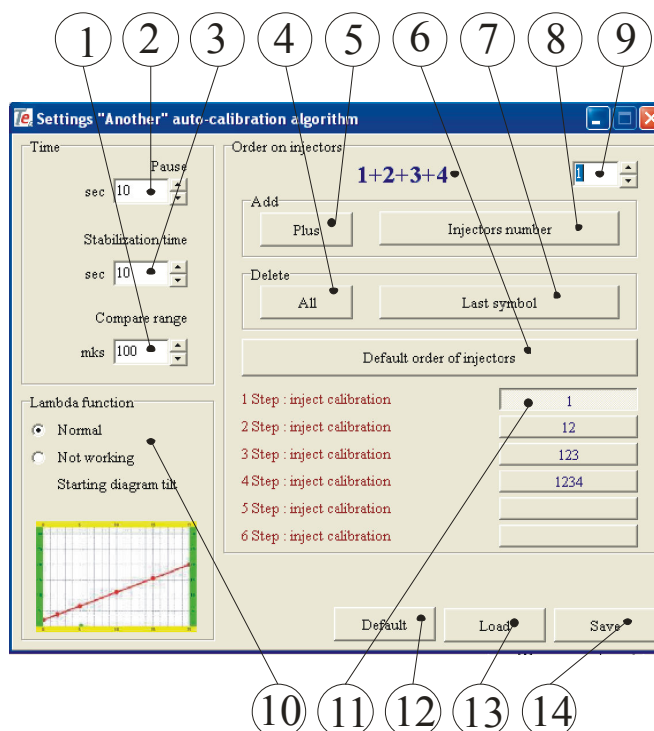 1 2 3 4 5 6 7 8 9
Te Settings "Another" auto-calibration algorithm
Time
Pause
sec 10
Stabilization time
sec 10
Compare range
mks 100
Lambda function
Normal
Not working
Starting diagram tilt
Order on injectors
1+2+3+4
1
Add
Plus Injectors number
Delete
All Last symbol
Default order of injectors
1 Step : inject calibration 1
2 Step : inject calibration 12
3 Step : inject calibration 123
4 Step : inject calibration 1234
5 Step : inject calibration
6 Step : inject calibration
Default Load Save
10 11 12 13 14